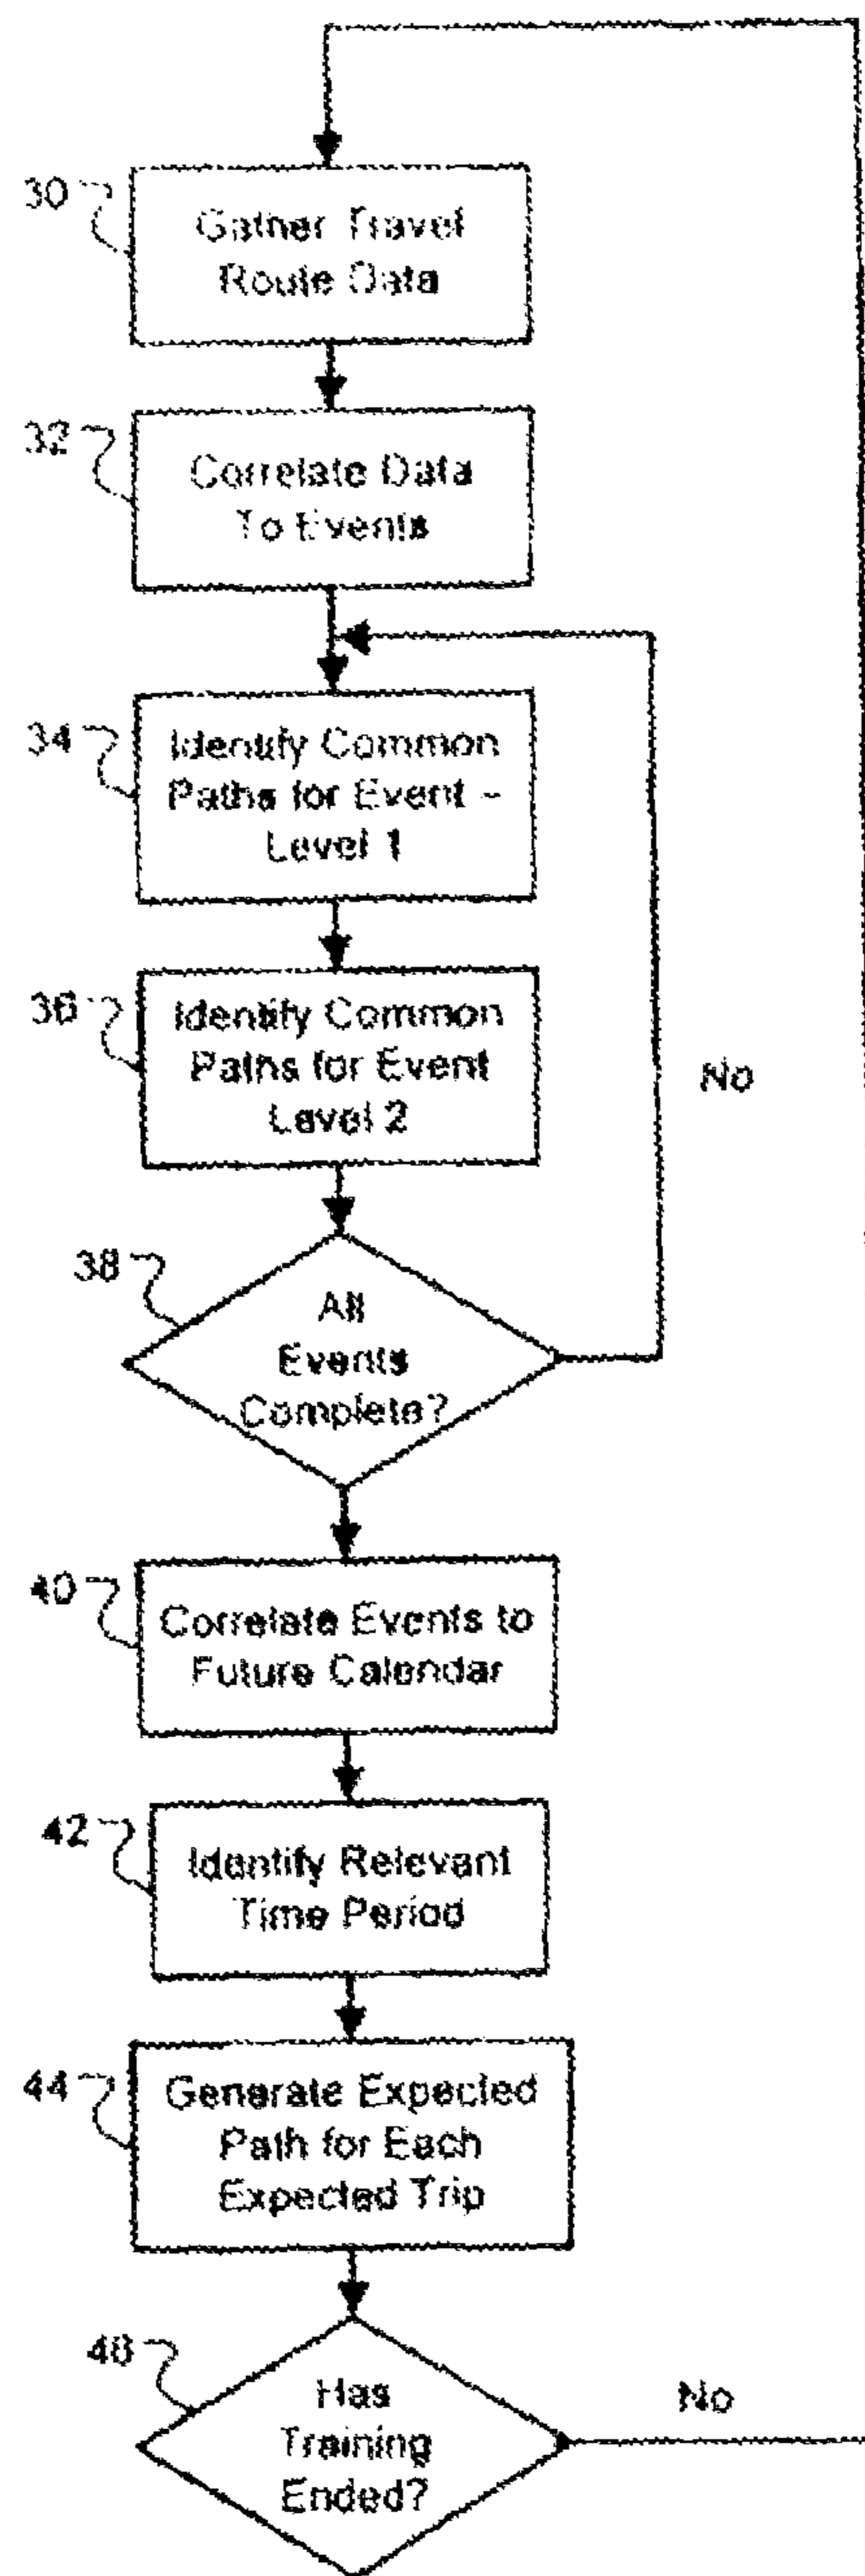 30
Gather Travel
Route Data
32
Correlate Data
To Events
34
Identify Common
Paths for Event –
Level 1
36
Identify Common
Paths for Event
Level 2
No
38
All
Events
Complete?
40
Correlate Events to
Future Calendar
42
Identify Relevant
Time Period
44
Generate Expected
Path for Each
Expected Trip
46
Has
Training
Ended?
No